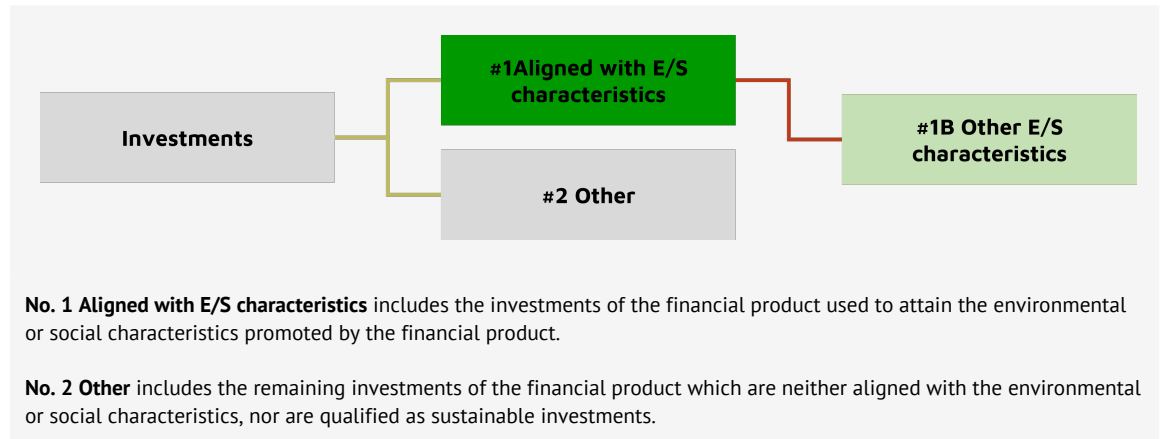 #1Aligned with E/S
characteristics
Investments
#1B Other E/S
characteristics
#2 Other
No. 1 Aligned with E/S characteristics includes the investments of the financial product used to attain the environmental
or social characteristics promoted by the financial product.
No. 2 Other includes the remaining investments of the financial product which are neither aligned with the environmental
or social characteristics, nor are qualified as sustainable investments.